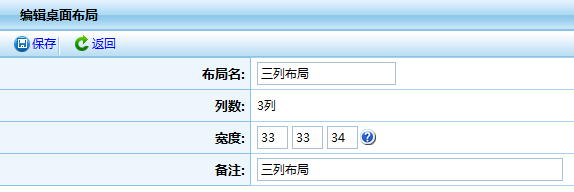 编辑桌面布局
保存 返回
布局名: 三列布局
列数: 3列
宽度: 33 33 34 ?
备注: 三列布局